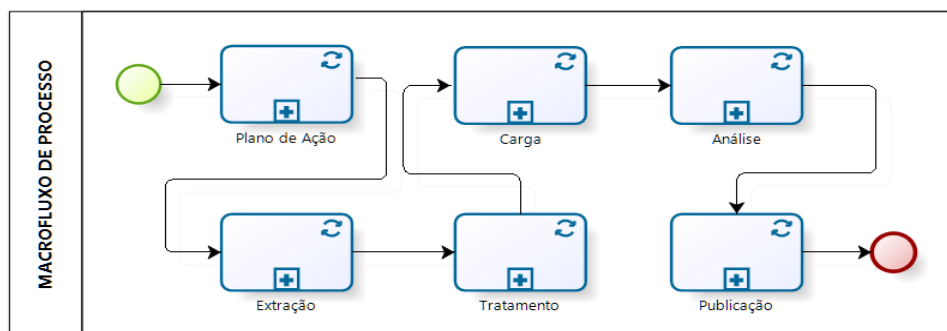 MACROFLUXO DE PROCESSO
Plano de Ação
Carga
Análise
Extração
Tratamento
Publicação